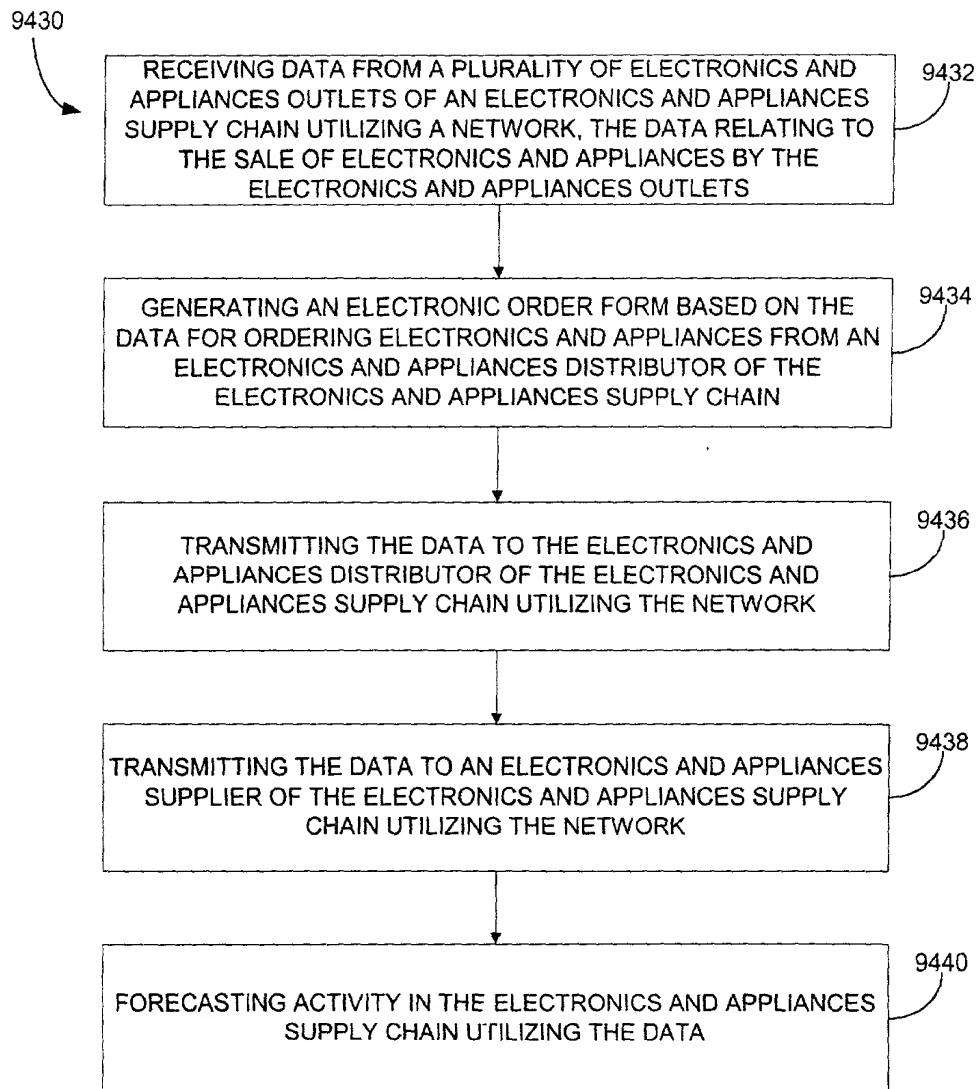 9430
RECEIVING DATA FROM A PLURALITY OF ELECTRONICS AND
APPLIANCES OUTLETS OF AN ELECTRONICS AND APPLIANCES
SUPPLY CHAIN UTILIZING A NETWORK, THE DATA RELATING TO
THE SALE OF ELECTRONICS AND APPLIANCES BY THE
ELECTRONICS AND APPLIANCES OUTLETS
9432
GENERATING AN ELECTRONIC ORDER FORM BASED ON THE
DATA FOR ORDERING ELECTRONICS AND APPLIANCES FROM AN
ELECTRONICS AND APPLIANCES DISTRIBUTOR OF THE
ELECTRONICS AND APPLIANCES SUPPLY CHAIN
9434
TRANSMITTING THE DATA TO THE ELECTRONICS AND
APPLIANCES DISTRIBUTOR OF THE ELECTRONICS AND
APPLIANCES SUPPLY CHAIN UTILIZING THE NETWORK
9436
TRANSMITTING THE DATA TO AN ELECTRONICS AND APPLIANCES
SUPPLIER OF THE ELECTRONICS AND APPLIANCES SUPPLY
CHAIN UTILIZING THE NETWORK
9438
FORECASTING ACTIVITY IN THE ELECTRONICS AND APPLIANCES
SUPPLY CHAIN UTILIZING THE DATA
9440